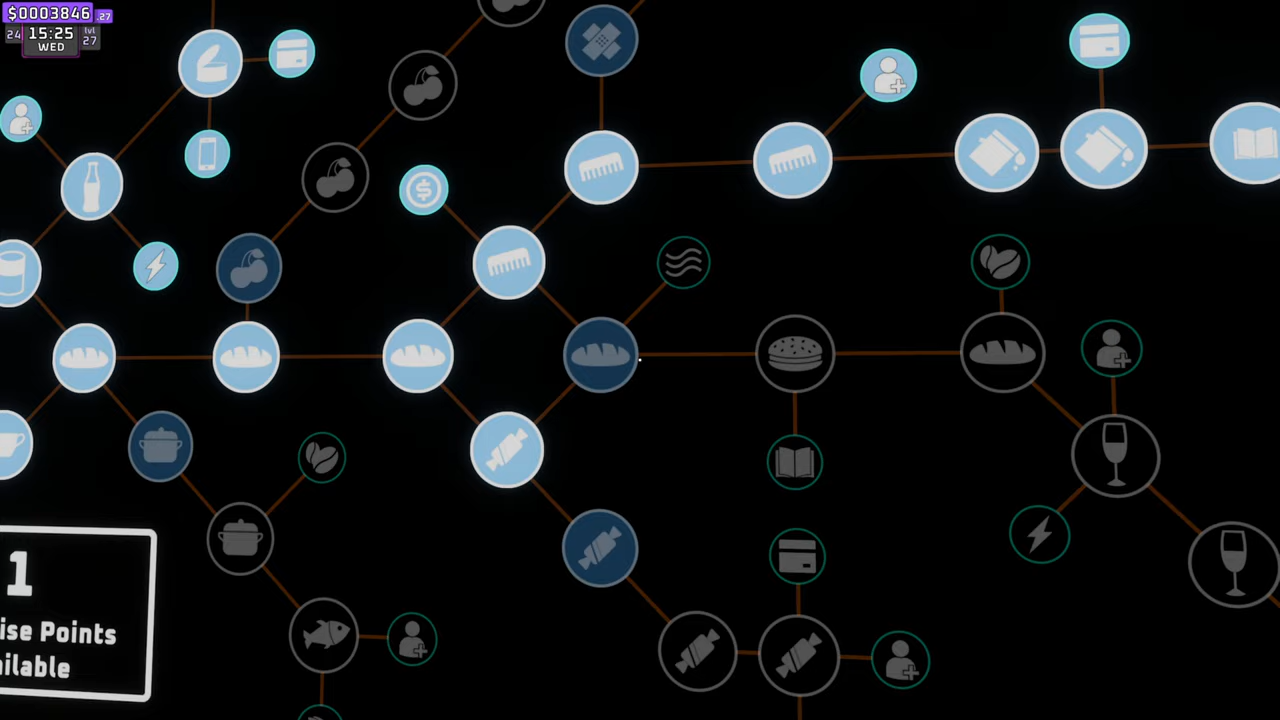 $0003846.27
24 15:25 lvl 27
WED
1
ise Points
ilable